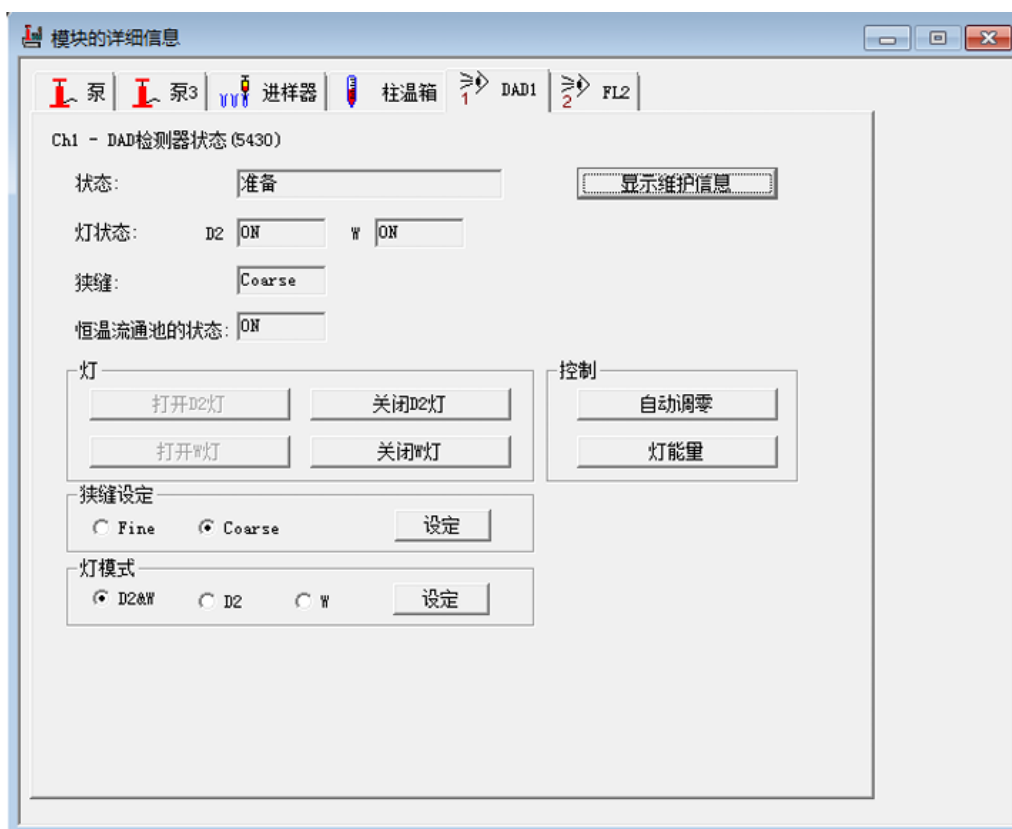 模块的详细信息
泵 泵3 进样器 柱温箱 1 DAD1 2 FL2
Ch1 - DAD检测器状态(5430)
状态: 准备 显示维护信息
灯状态: D2 ON W ON
狭缝: Coarse
恒温流通池的状态: ON
灯 控制
打开D2灯 关闭D2灯 自动调零
打开W灯 关闭W灯 灯能量
狭缝设定
Fine Coarse 设定
灯模式
D2&W D2 W 设定